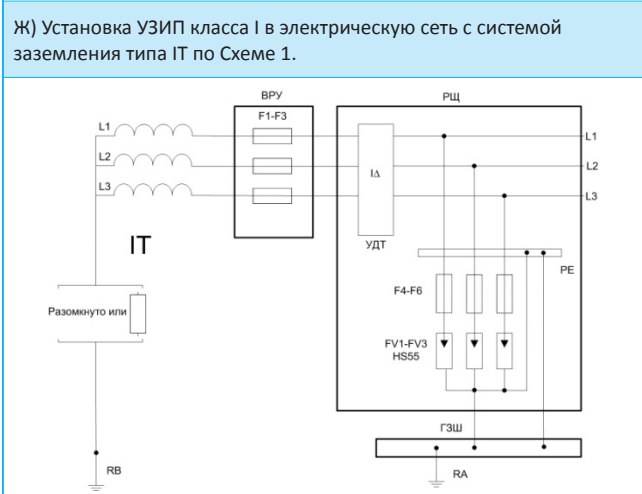 Ж) Установка УЗИП класса I в электрическую сеть с системой
заземления типа IT по Схеме 1.
ВРУ
РЩ
F1-F3
L1
L1
L2
IΔ
L2
L3
L3
УДТ
IT
PE
F4-F6
Разомкнуто или
FV1-FV3
HS55
ГЗШ
RB
RA